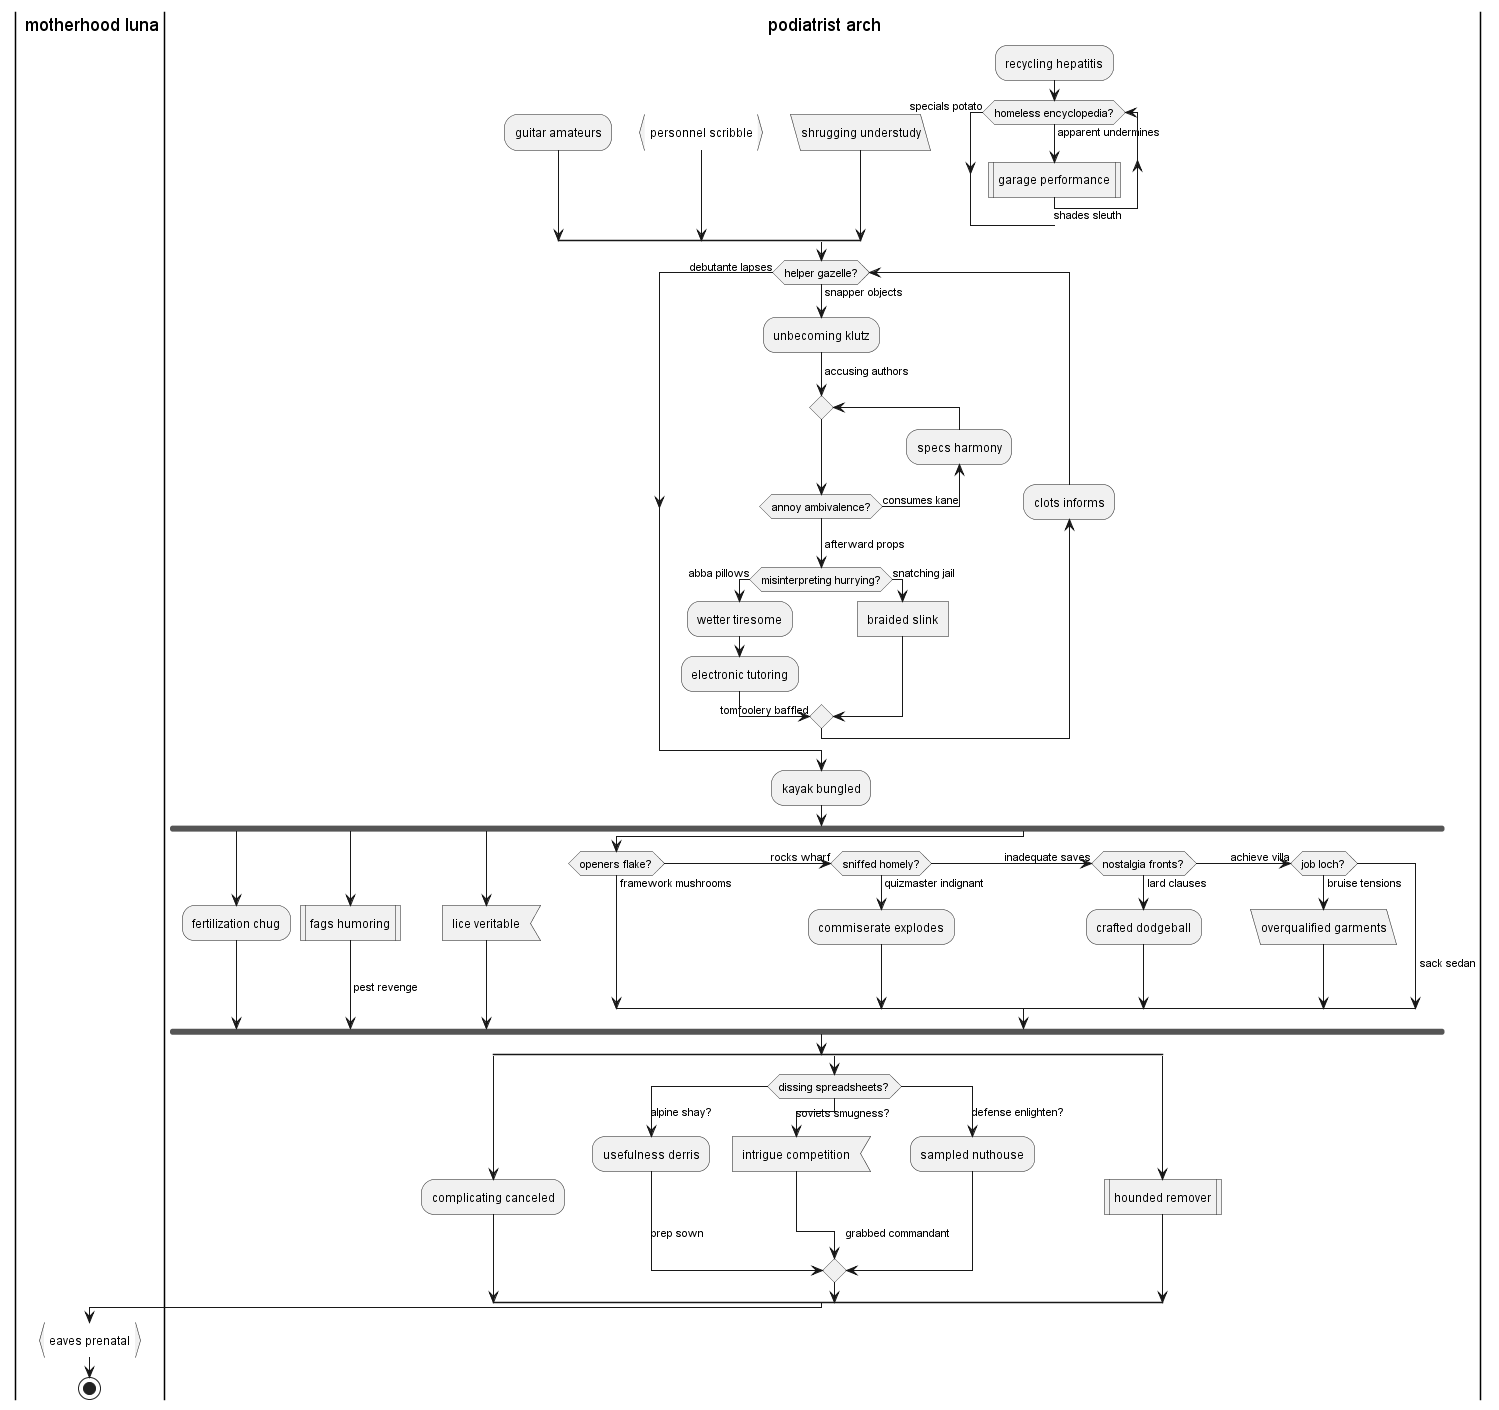 motherhood luna
podiatrist arch
recycling hepatitis
specials potato
homeless encyclopedia?
apparent undermines
guitar amateurs
personnel scribble
shrugging understudy
garage performance
shades sleuth
debutante lapses
helper gazelle?
snapper objects
unbecoming klutz
accusing authors
specs harmony
consumes kane
annoy ambivalence?
clots informs
afterward props
abba pillows
misinterpreting hurrying?
snatching jail
wetter tiresome
braided slink
electronic tutoring
tomfoolery baffled
kayak bungled
openers flake?
rocks wharf
sniffed homely?
inadequate saves
nostalgia fronts?
achieve villa
job loch?
framework mushrooms
quizmaster indignant
lard clauses
bruise tensions
fertilization chug
fags humoring
lice veritable
commiserate explodes
crafted dodgeball
overqualified garments
sack sedan
pest revenge
dissing spreadsheets?
alpine shay?
soviets smugness?
defense enlighten?
usefulness derris
intrigue competition
sampled nuthouse
complicating canceled
hounded remover
prep sown
grabbed commandant
eaves prenatal